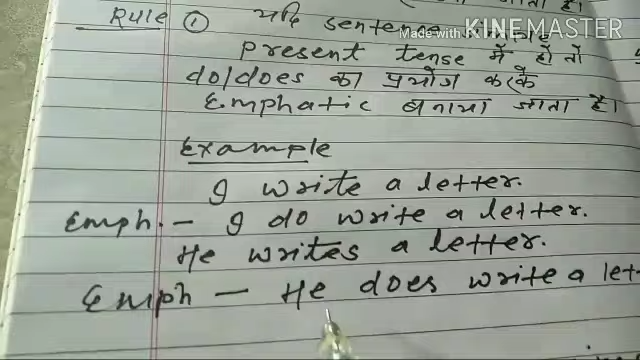 Made with KINEMASTER
Rule ① यदि sentence
present tense में हो तो
do/does का प्रयोग करके
Emphatic बनाया जाता है।
Example
I write a letter.
Emph. - I do write a letter.
He writes a letter.
Emph - He does write a lett